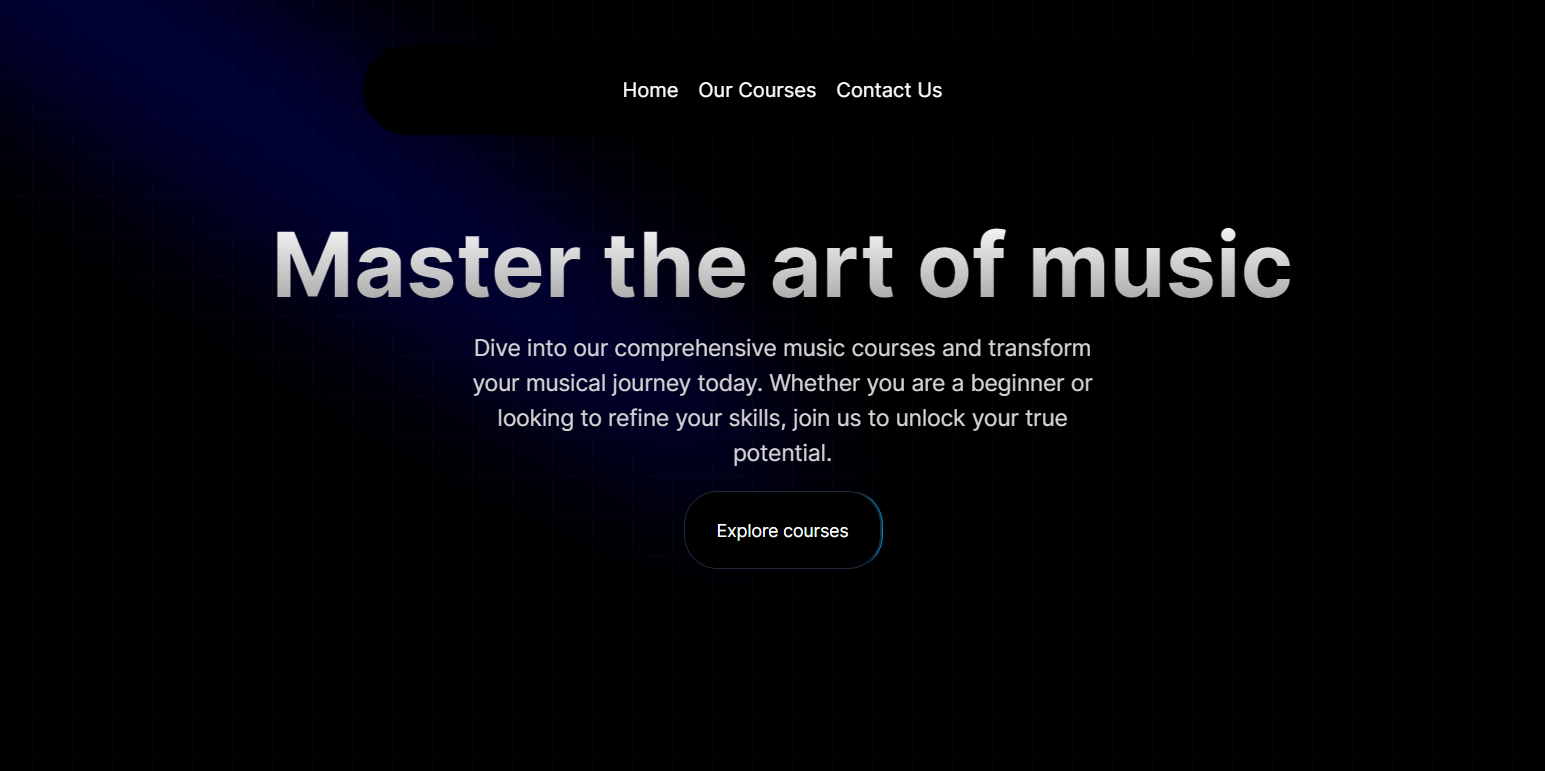 Home Our Courses Contact Us
Master the art of music
Dive into our comprehensive music courses and transform
your musical journey today. Whether you are a beginner or
looking to refine your skills, join us to unlock your true
potential.
Explore courses